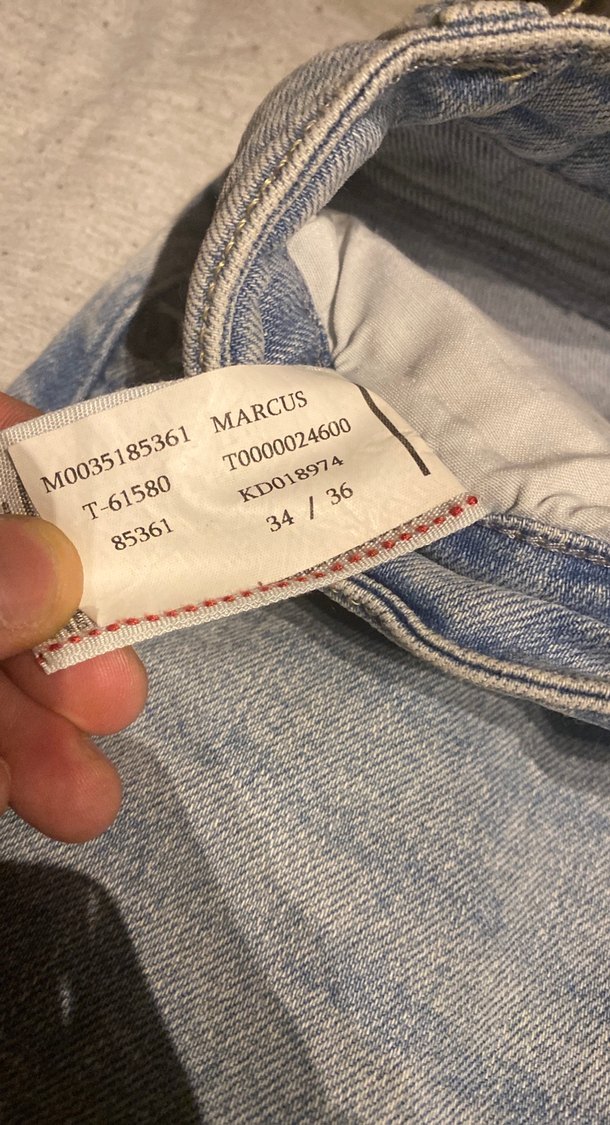 M0035185361 MARCUS
T-61580 T0000024600
85361 KD018974
34 / 36